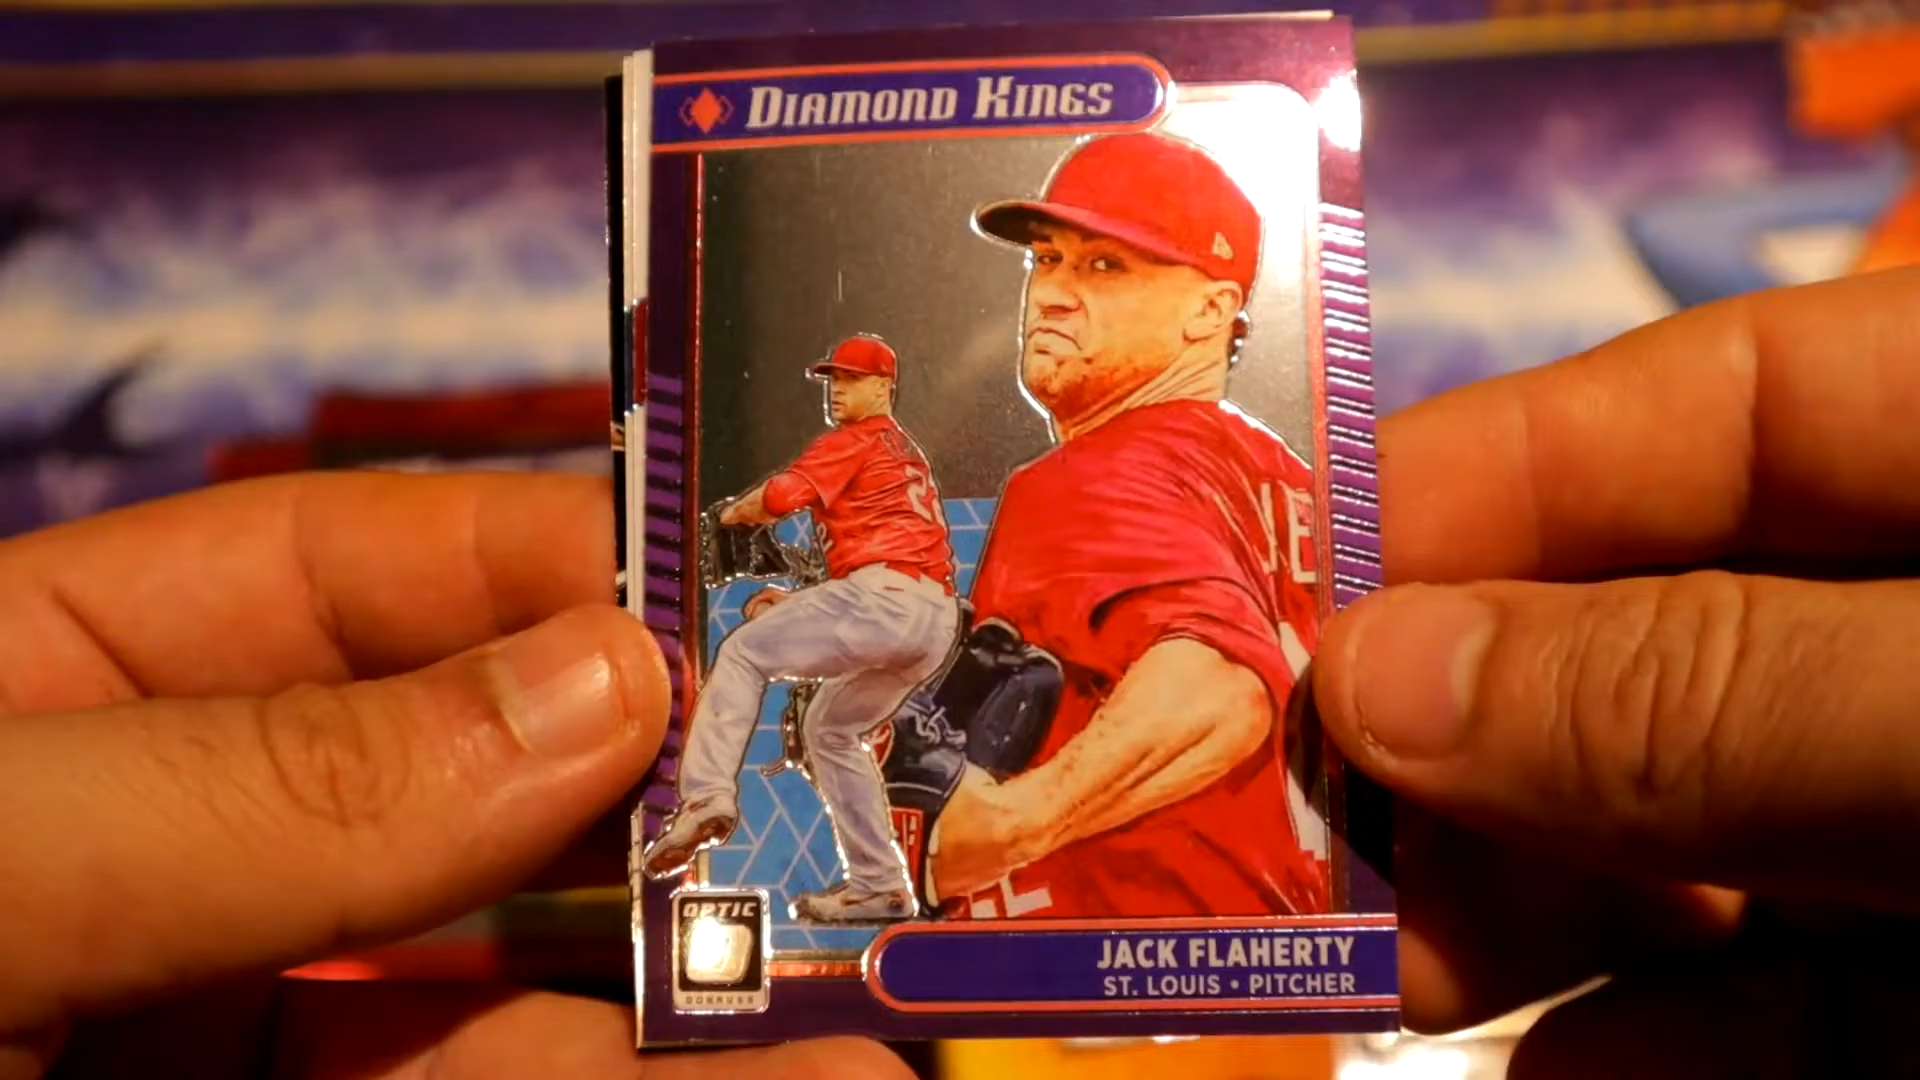 DIAMOND KINGS
OPTIC
DONRUSS
JACK FLAHERTY
ST. LOUIS • PITCHER